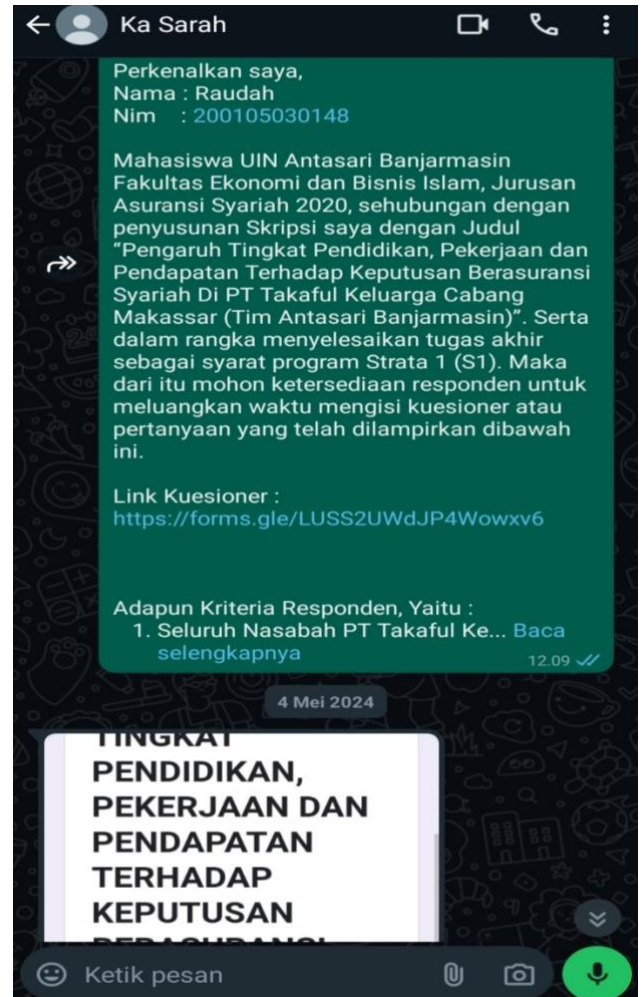 Ka Sarah
Perkenalkan saya,
Nama : Raudah
Nim : 200105030148
Mahasiswa UIN Antasari Banjarmasin
Fakultas Ekonomi dan Bisnis Islam, Jurusan
Asuransi Syariah 2020, sehubungan dengan
penyusunan Skripsi saya dengan Judul
“Pengaruh Tingkat Pendidikan, Pekerjaan dan
Pendapatan Terhadap Keputusan Berasuransi
Syariah Di PT Takaful Keluarga Cabang
Makassar (Tim Antasari Banjarmasin)”. Serta
dalam rangka menyelesaikan tugas akhir
sebagai syarat program Strata 1 (S1). Maka
dari itu mohon ketersediaan responden untuk
meluangkan waktu mengisi kuesioner atau
pertanyaan yang telah dilampirkan dibawah
ini.
Link Kuesioner :
https://forms.gle/LUSS2UWdJP4Wowxv6
Adapun Kriteria Responden, Yaitu :
1. Seluruh Nasabah PT Takaful Ke... Baca
selengkapnya
12.09
4 Mei 2024
TINGKAT
PENDIDIKAN,
PEKERJAAN DAN
PENDAPATAN
TERHADAP
KEPUTUSAN
BERASURANSI
Ketik pesan